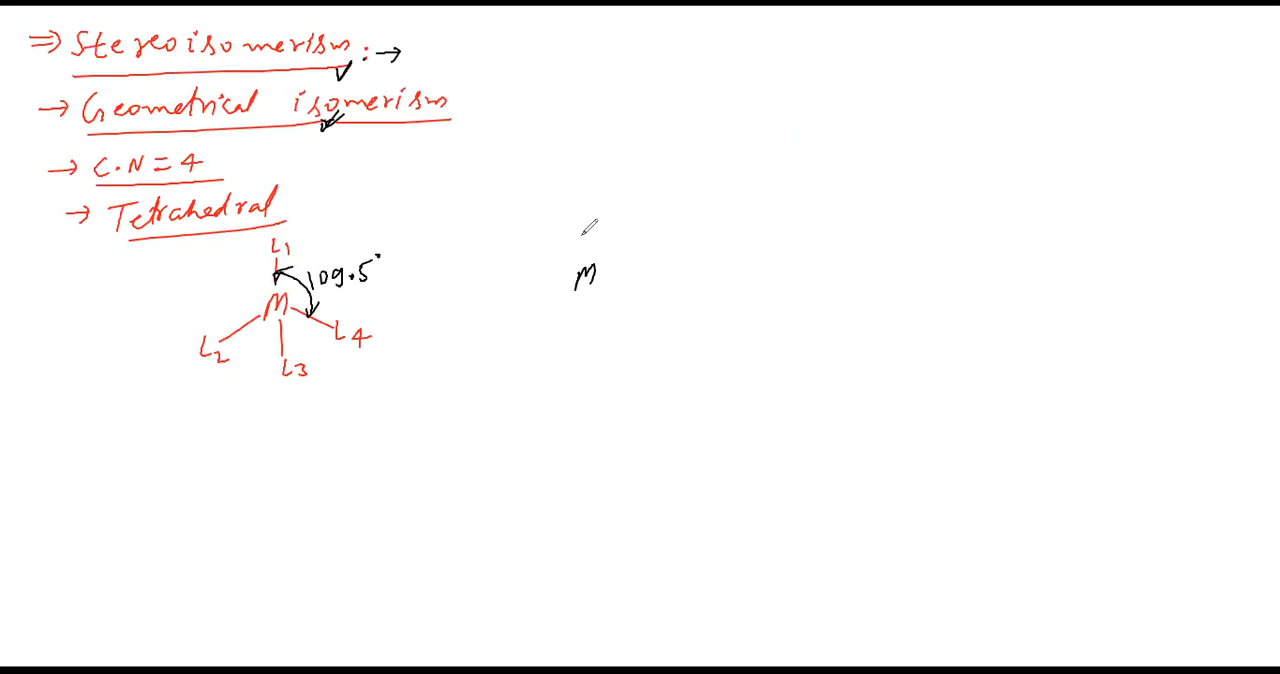 ⇒ Stereoisomerism : →
→ Geometrical isomerism
→ C.N = 4
→ Tetrahedral
L1
109.5°
M
M
L2
L4
L3